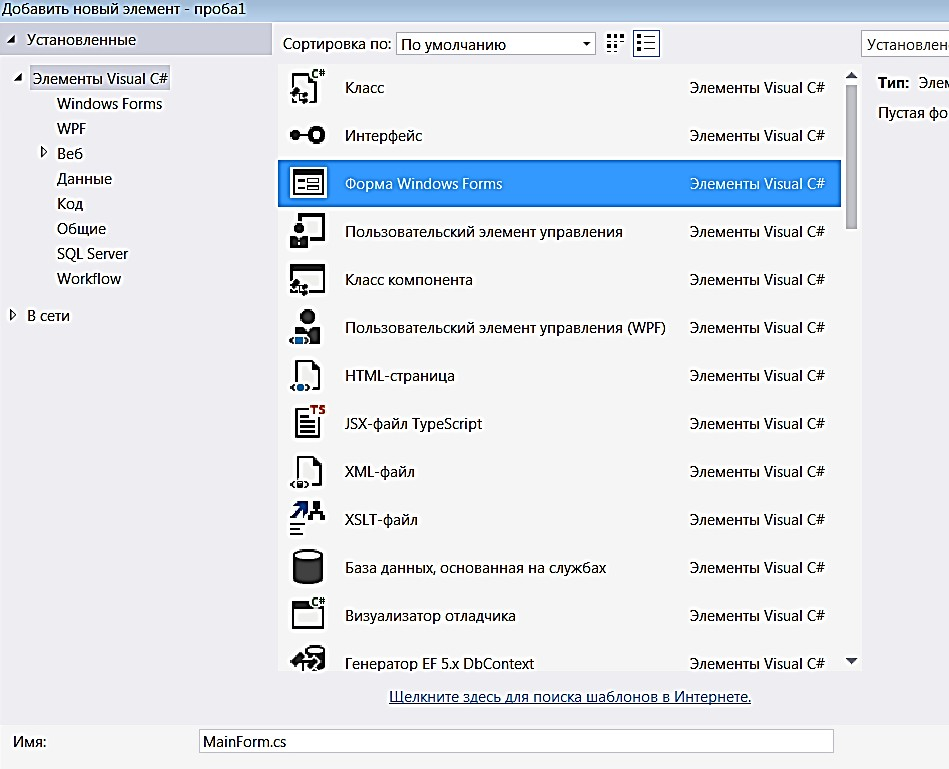 Добавить новый элемент - проба1
Установленные
Сортировка по: По умолчанию
Установлен
Элементы Visual C#
Windows Forms
WPF
Веб
Данные
Код
Общие
SQL Server
Workflow
В сети
Класс Элементы Visual C#
Интерфейс Элементы Visual C#
Форма Windows Forms Элементы Visual C#
Пользовательский элемент управления Элементы Visual C#
Класс компонента Элементы Visual C#
Пользовательский элемент управления (WPF) Элементы Visual C#
HTML-страница Элементы Visual C#
JSX-файл TypeScript Элементы Visual C#
XML-файл Элементы Visual C#
XSLT-файл Элементы Visual C#
База данных, основанная на службах Элементы Visual C#
Визуализатор отладчика Элементы Visual C#
Генератор EF 5.x DbContext Элементы Visual C#
Тип: Элем
Пустая фо
Щелкните здесь для поиска шаблонов в Интернете.
Имя: MainForm.cs